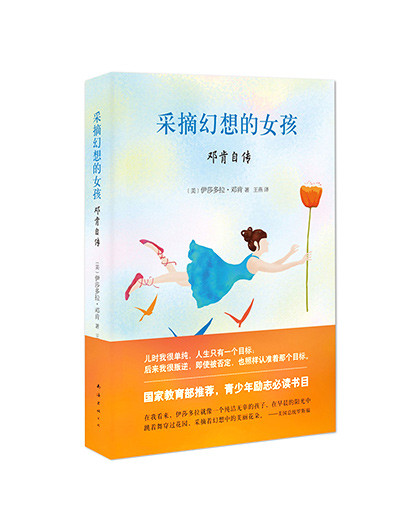 采摘幻想的女孩
邓肯自传
(美)伊莎多拉·邓肯 著 王燕 译
儿时我很单纯，人生只有一个目标，
后来我很叛逆，即使被否定，也照样认准着那个目标。
国家教育部推荐，青少年励志必读书目
在我看来，伊莎多拉就像一个纯洁无辜的孩子，在早晨的阳光中
跳着舞穿过花园，采摘着幻想中的美丽花朵。——美国总统罗斯福
采摘幻想的女孩
邓肯自传
(美)伊莎多拉·邓肯 著
南海出版公司